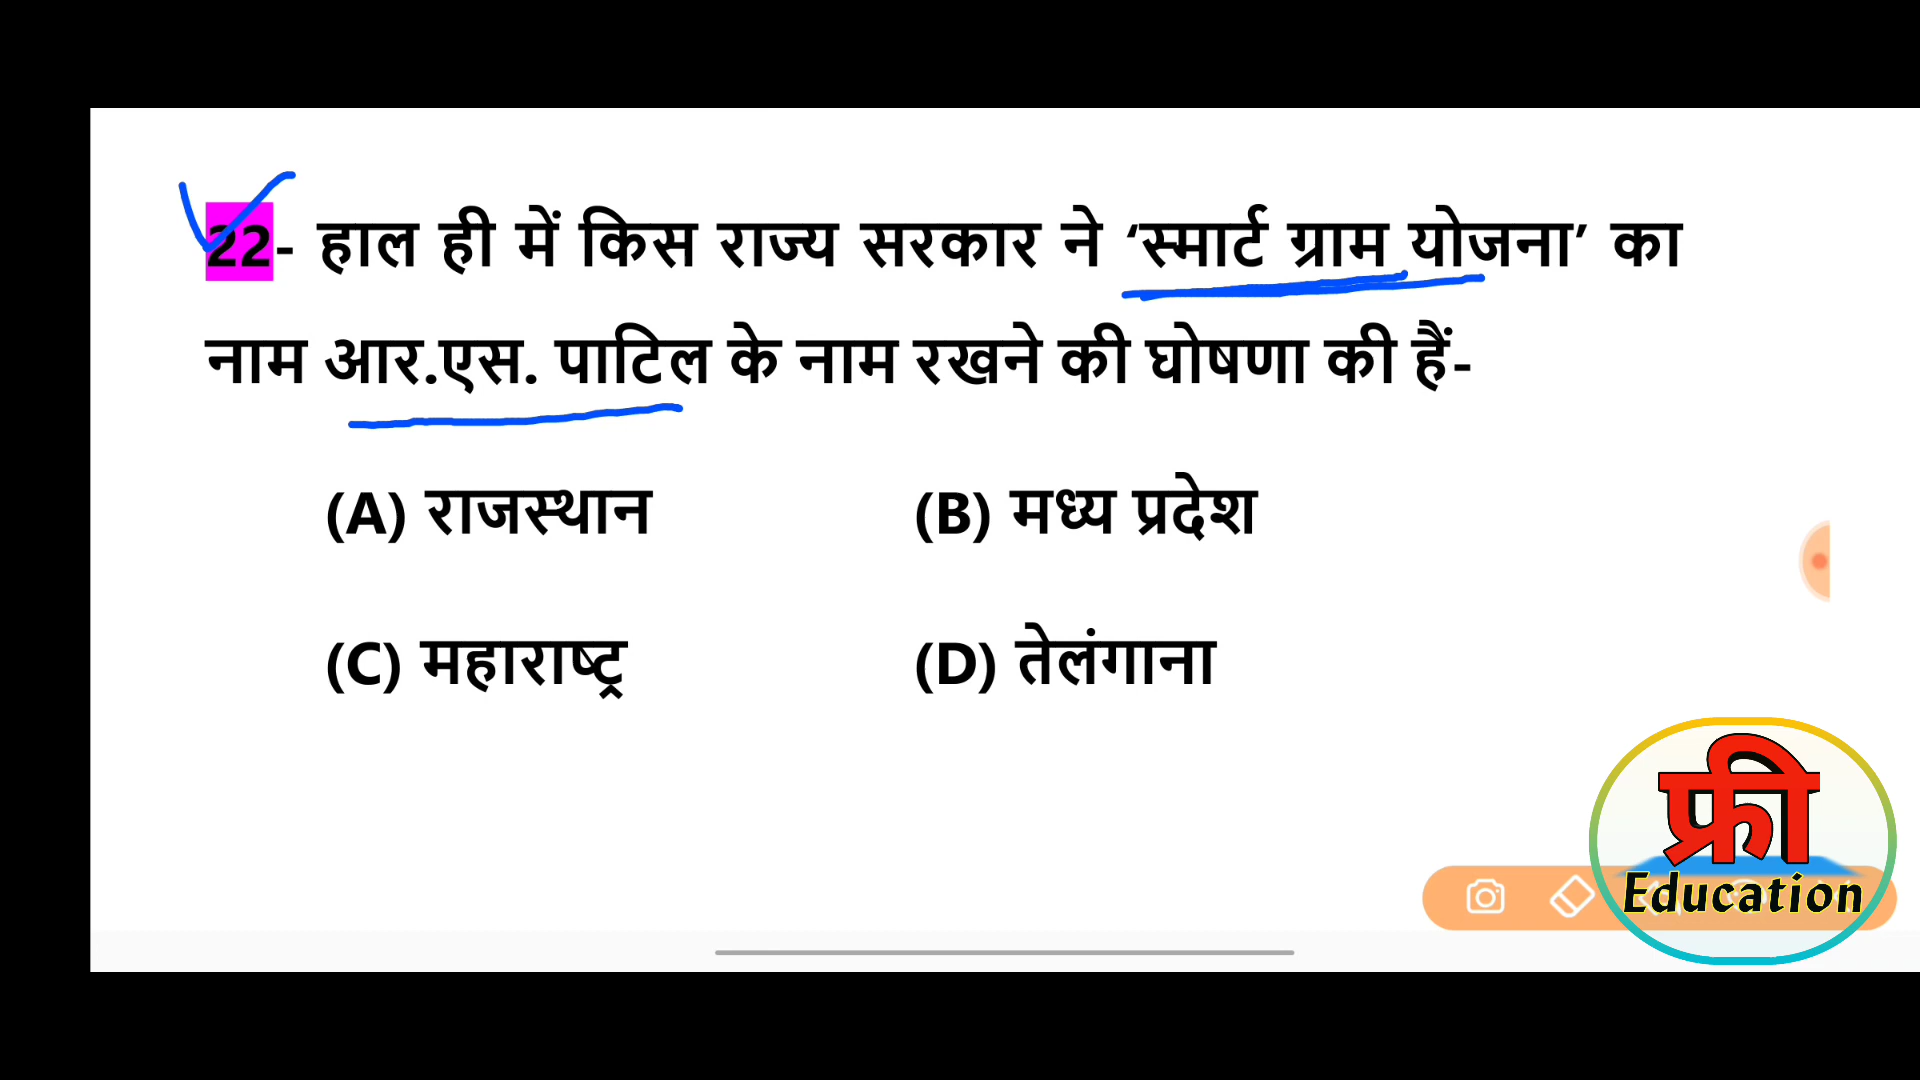 22- हाल ही में किस राज्य सरकार ने ‘स्मार्ट ग्राम योजना’ का
नाम आर.एस. पाटिल के नाम रखने की घोषणा की हैं-
(A) राजस्थान (B) मध्य प्रदेश
(C) महाराष्ट्र (D) तेलंगाना
फ्री
Education